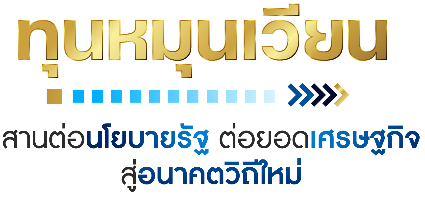 ทุนหมุนเวียน
สานต่อนโยบายรัฐ ต่อยอดเศรษฐกิจ
สู่อนาคตวิถีใหม่